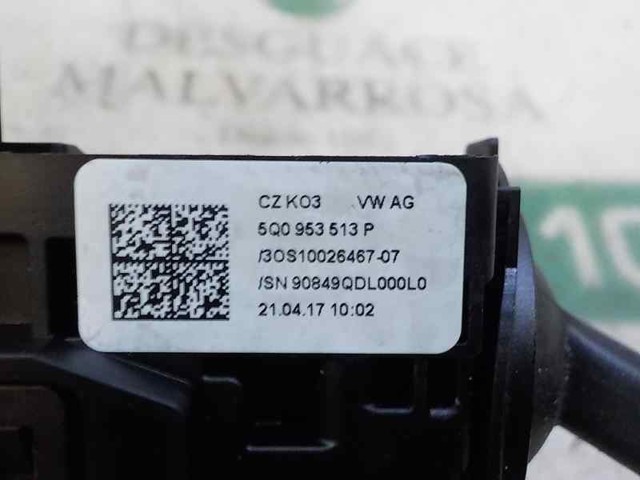 DESGUACE
MALVARROSA
CZ K03 VW AG
5Q0 953 513 P
/3OS10026467-07
/SN 90849QDL000L0
21.04.17 10:02